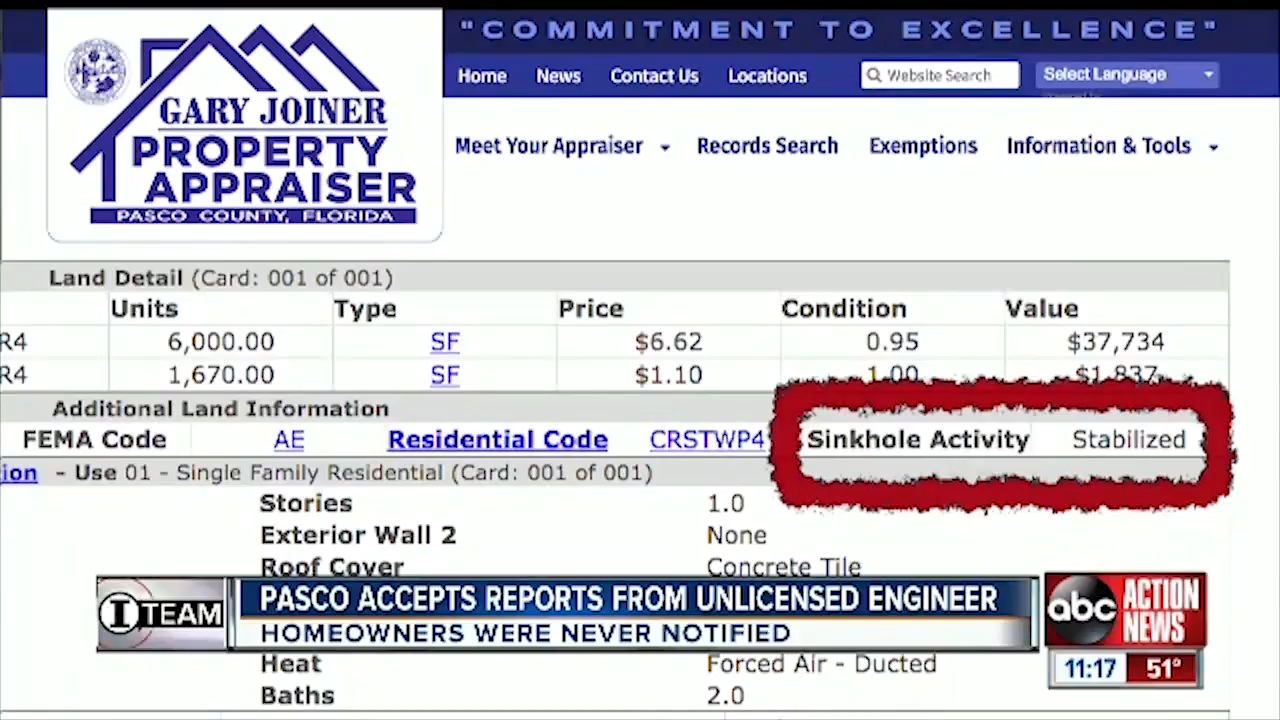 "COMMITMENT TO EXCELLENCE"
Home News Contact Us Locations Website Search Select Language
GARY JOINER
PROPERTY
APPRAISER
PASCO COUNTY, FLORIDA
Meet Your Appraiser Records Search Exemptions Information & Tools
Land Detail (Card: 001 of 001)
Units Type Price Condition Value
R4 6,000.00 SF $6.62 0.95 $37,734
R4 1,670.00 SF $1.10 1.00 $1,837
Additional Land Information
FEMA Code AE Residential Code CRSTWP4 Sinkhole Activity Stabilized
ion - Use 01 - Single Family Residential (Card: 001 of 001)
Stories 1.0
Exterior Wall 2 None
Roof Cover Concrete Tile
I TEAM
PASCO ACCEPTS REPORTS FROM UNLICENSED ENGINEER
HOMEOWNERS WERE NEVER NOTIFIED
abc ACTION NEWS
11:17 51°
Heat Forced Air - Ducted
Baths 2.0